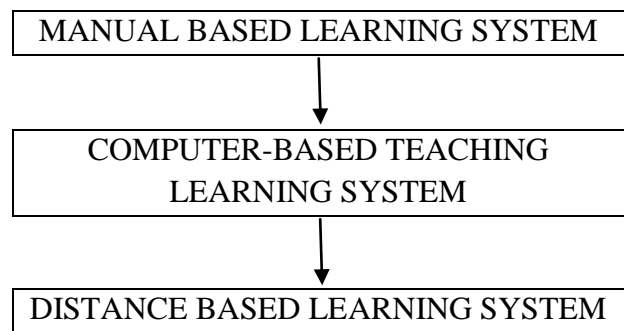 MANUAL BASED LEARNING SYSTEM
COMPUTER-BASED TEACHING
LEARNING SYSTEM
DISTANCE BASED LEARNING SYSTEM